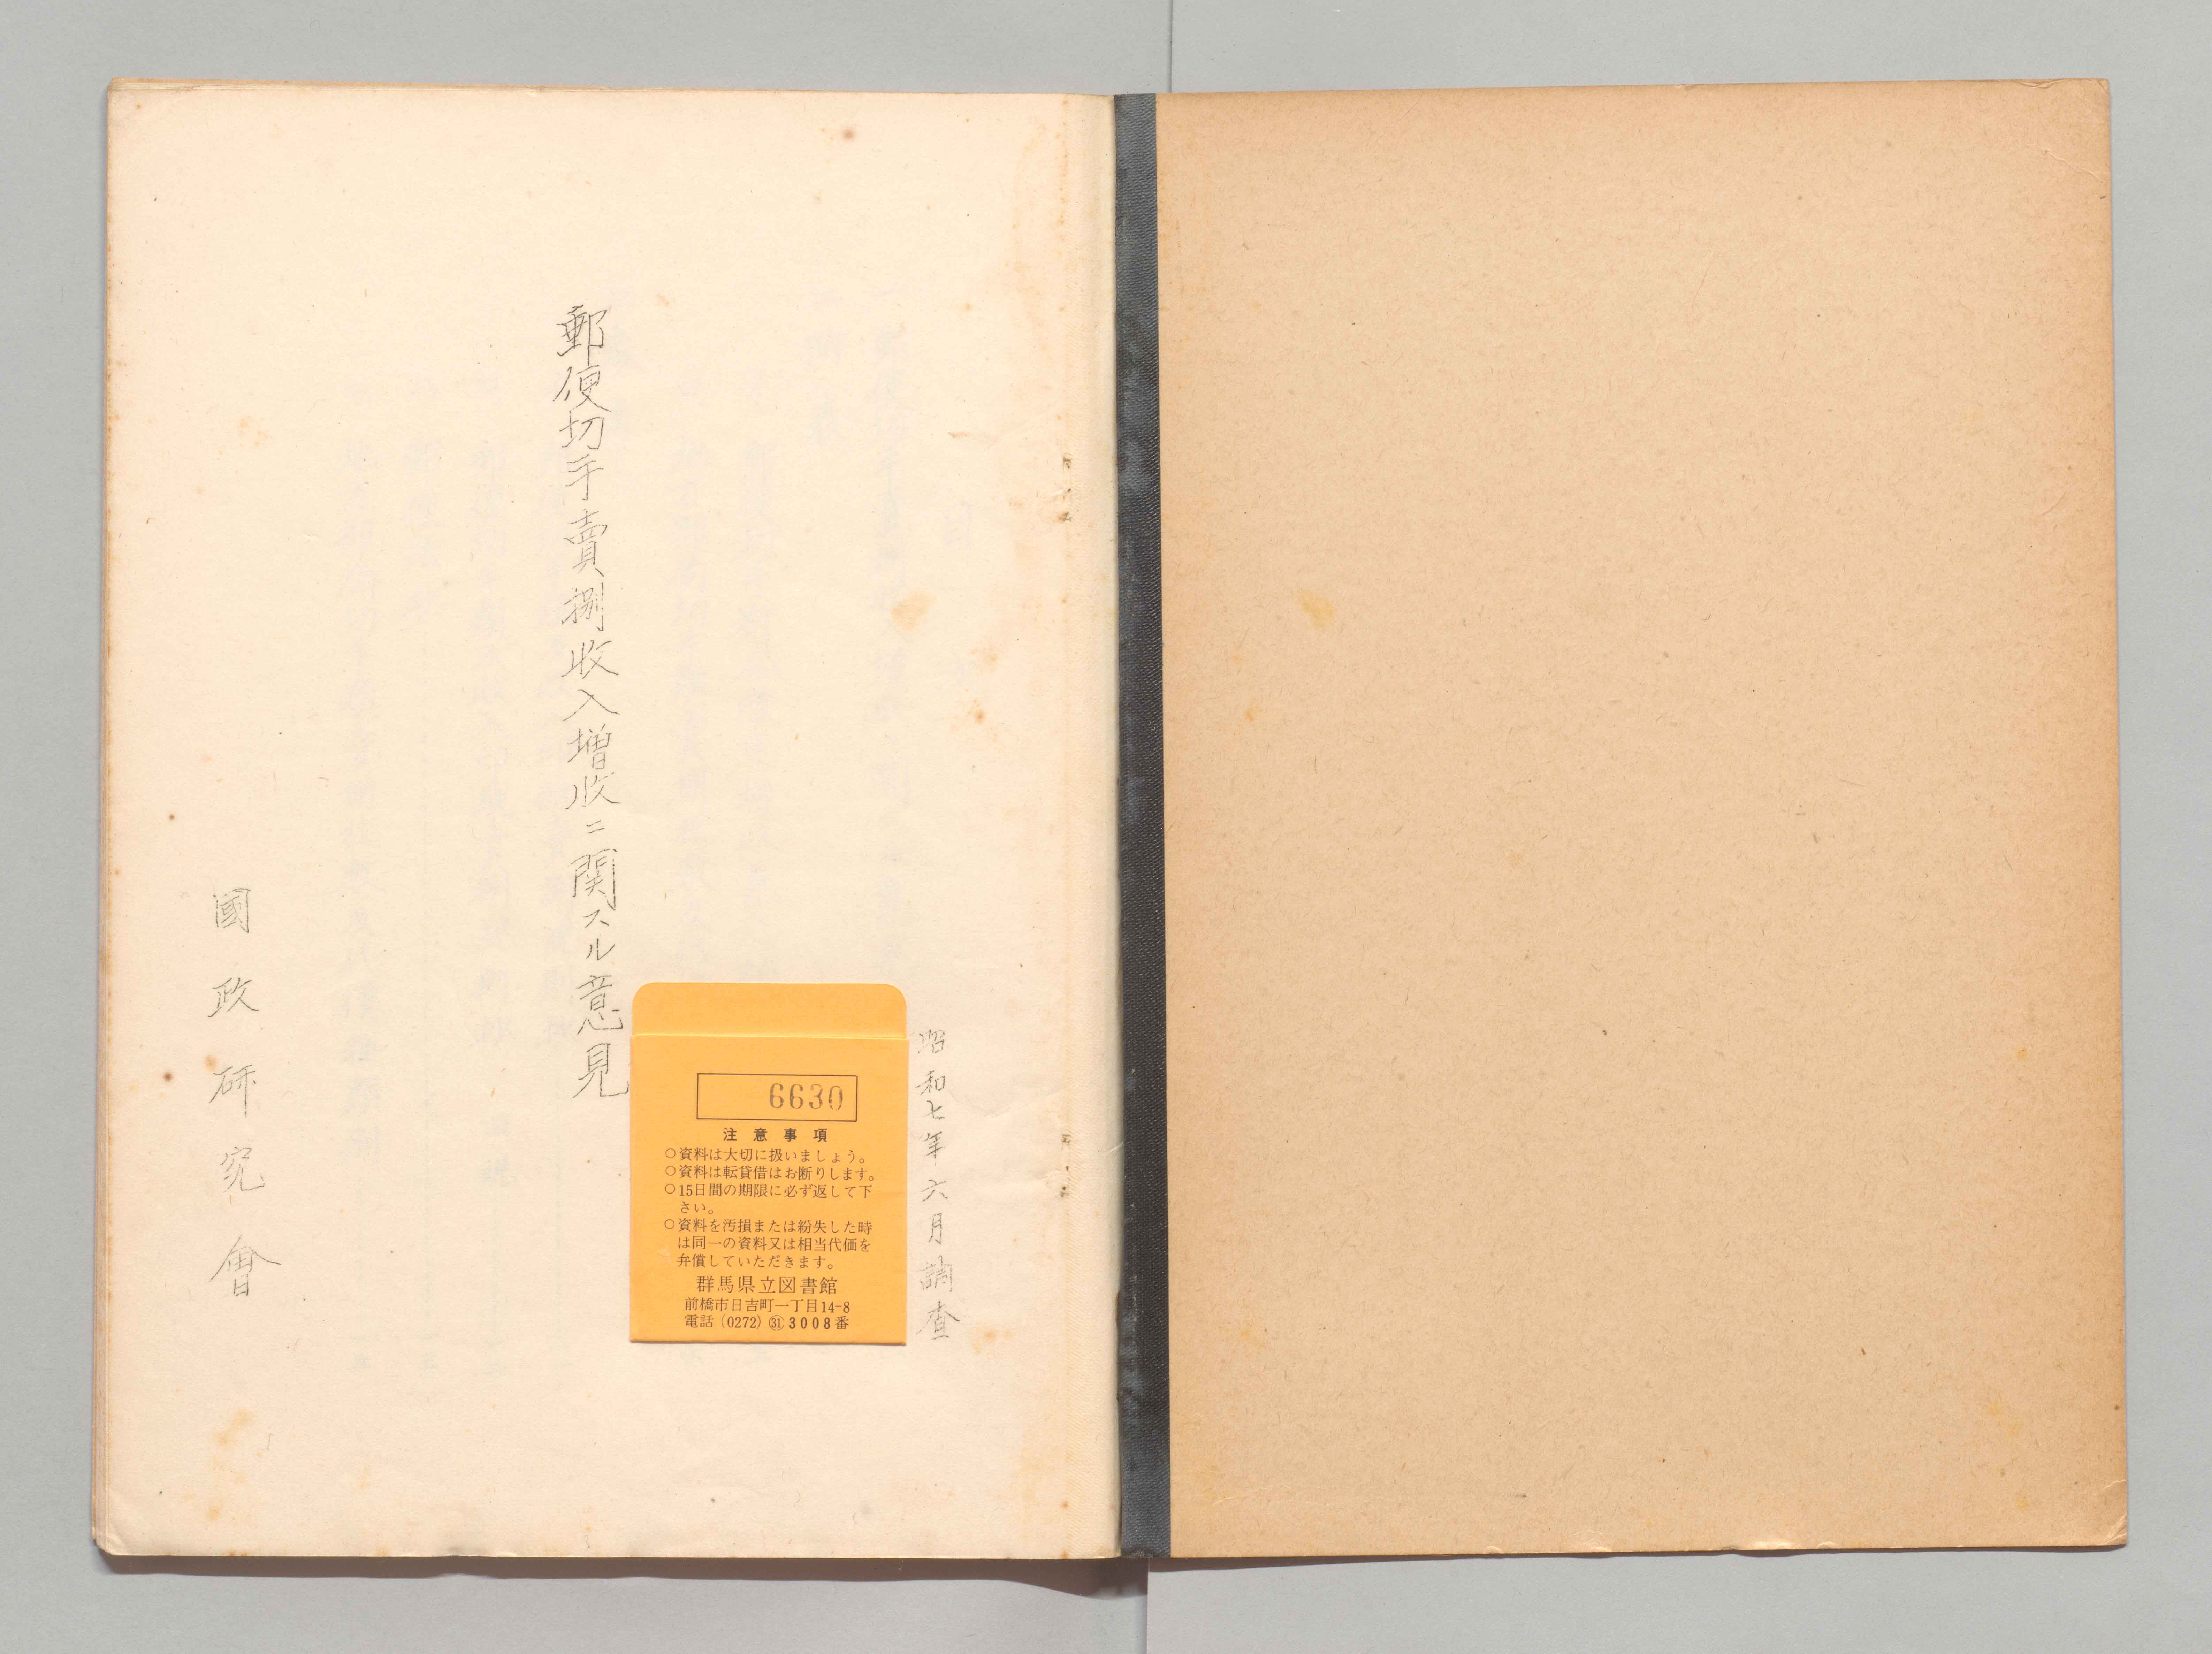 昭和七年六月調査
郵便切手賣捌收入増收ニ関スル意見
國政研究會
6630
注意事項
○資料は大切に扱いましょう。
○資料は転貸借はお断りします。
○15日間の期限に必ず返して下
さい。
○資料を汚損または紛失した時
は同一の資料又は相当代価を
弁償していただきます。
群馬県立図書館
前橋市日吉町一丁目14-8
電話(0272)㉛3008番